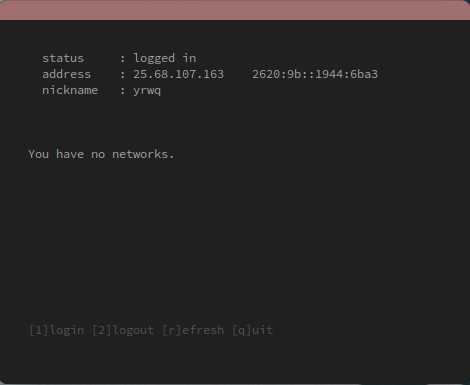 status : logged in
address : 25.68.107.163 2620:9b::1944:6ba3
nickname : yrwq
You have no networks.
[1]login [2]logout [r]efresh [q]uit